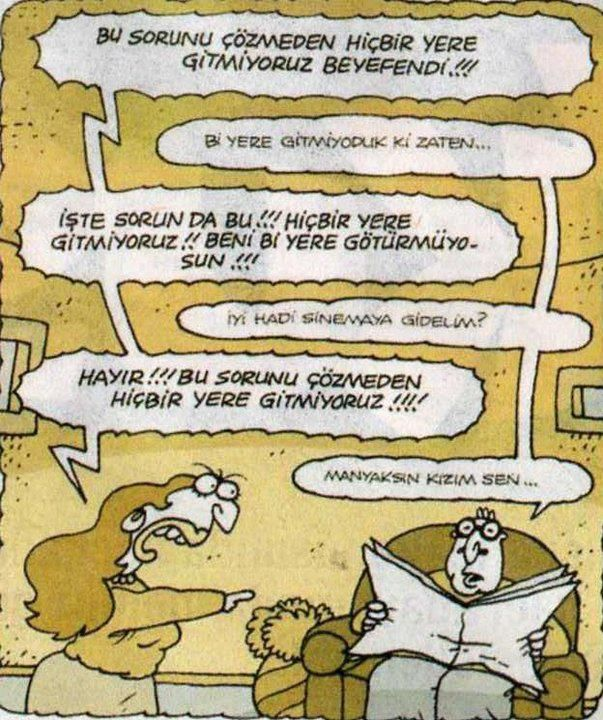 BU SORUNU ÇÖZMEDEN HİÇBİR YERE
GİTMİYORUZ BEYEFENDİ.!!!
Bİ YERE GİTMİYODUK Kİ ZATEN...
İŞTE SORUN DA BU.!!! HİÇBİR YERE
GİTMİYORUZ!! BENİ Bİ YERE GÖTÜRMÜYO-
SUN.!!!
İYİ HADİ SİNEMAYA GİDELİM?
HAYIR!!! BU SORUNU ÇÖZMEDEN
HİÇBİR YERE GİTMİYORUZ.!!!!
MANYAKSIN KIZIM SEN...